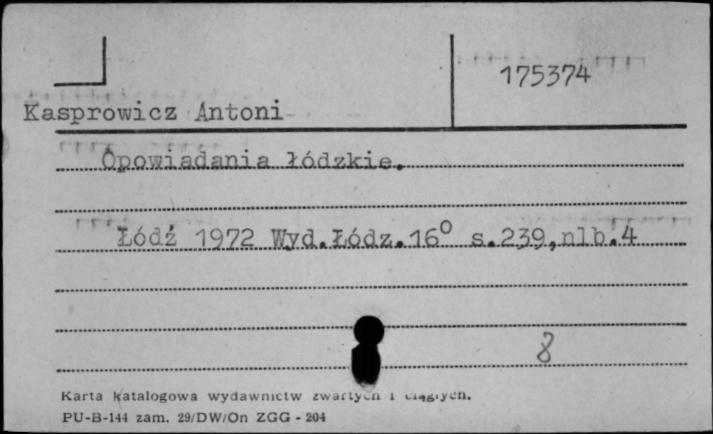 175374
Kasprowicz Antoni
Opowiadania łódzkie.
Łódź 1972 Wyd.Łódz.16° s.239,nlb.4
8
Karta katalogowa wydawnictw zwartych i ciągłych.
PU-B-144 zam. 29/DW/On ZGG - 204